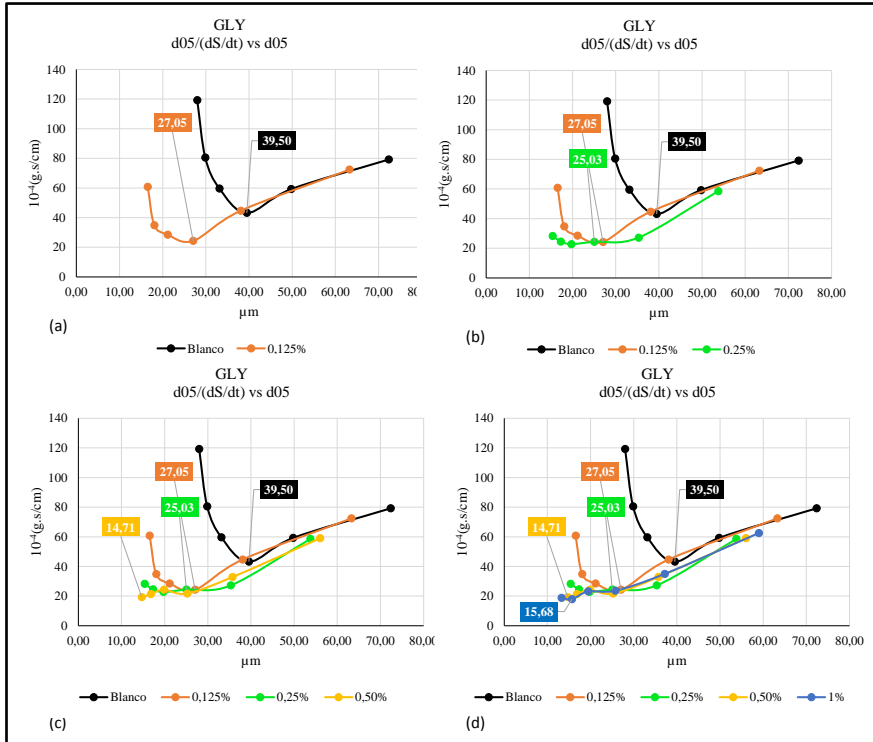 GLY
d05/(dS/dt) vs d05
10⁻⁴(g.s/cm)
140
120
100
80
60
40
20
0
27,05
39,50
0,00 10,00 20,00 30,00 40,00 50,00 60,00 70,00
µm
(a)
Blanco 0,125%
GLY
d05/(dS/dt) vs d05
10⁻⁴(g.s/cm)
140
120
100
80
60
40
20
0
27,05
25,03
39,50
0,00 10,00 20,00 30,00 40,00 50,00 60,00 70,00 80,00
µm
(b)
Blanco 0,125% 0,25%
GLY
d05/(dS/dt) vs d05
10⁻⁴(g.s/cm)
140
120
100
80
60
40
20
0
27,05
14,71
25,03
39,50
0,00 10,00 20,00 30,00 40,00 50,00 60,00 70,00 80,00
µm
Blanco 0,125% 0,25% 0,50%
(c)
GLY
d05/(dS/dt) vs d05
10⁻⁴(g.s/cm)
140
120
100
80
60
40
20
0
27,05
14,71
25,03
39,50
15,68
0,00 10,00 20,00 30,00 40,00 50,00 60,00 70,00 80,00
µm
Blanco 0,125% 0,25% 0,50% 1%
(d)